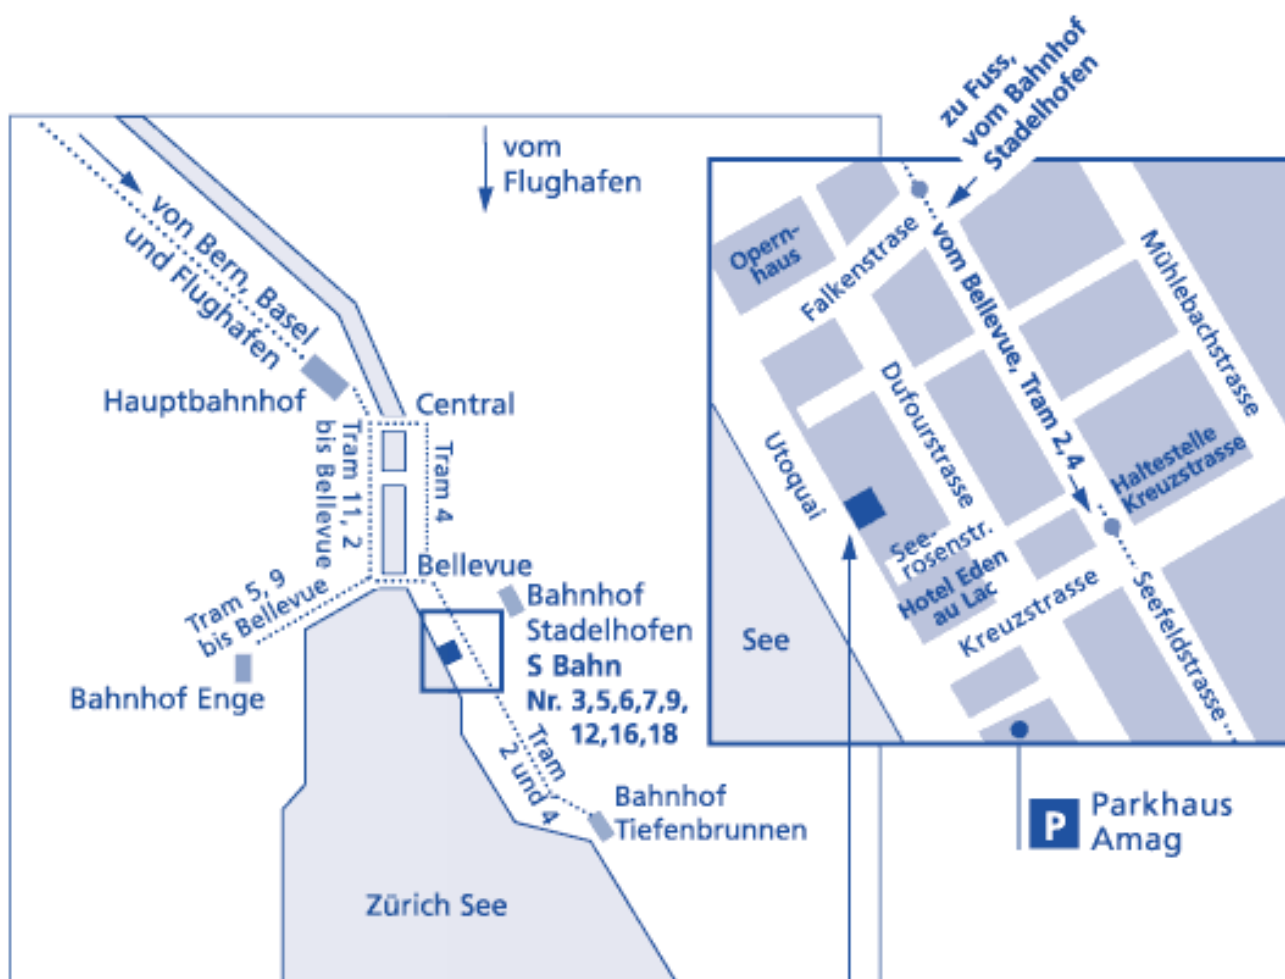 zu Fuss,
vom Bahnhof
Stadelhofen
vom
Flughafen
von Bern, Basel
und Flughafen
Hauptbahnhof
Central
Tram 11, 2
bis Bellevue
Tram 4
Bellevue
Tram 5, 9
bis Bellevue
Bahnhof Enge
Bahnhof
Stadelhofen
S Bahn
Nr. 3,5,6,7,9,
12,16,18
Tram
2 und 4
Bahnhof
Tiefenbrunnen
Zürich See
Opern-
haus
Falkenstrase
vom Bellevue, Tram 2,4
Mühlebachstrasse
Dufourstrasse
Utoquai
Haltestelle
Kreuzstrasse
See-
rosenstr.
Hotel Eden
au Lac
Kreuzstrasse
Seefeldstrasse
See
P
Parkhaus
Amag